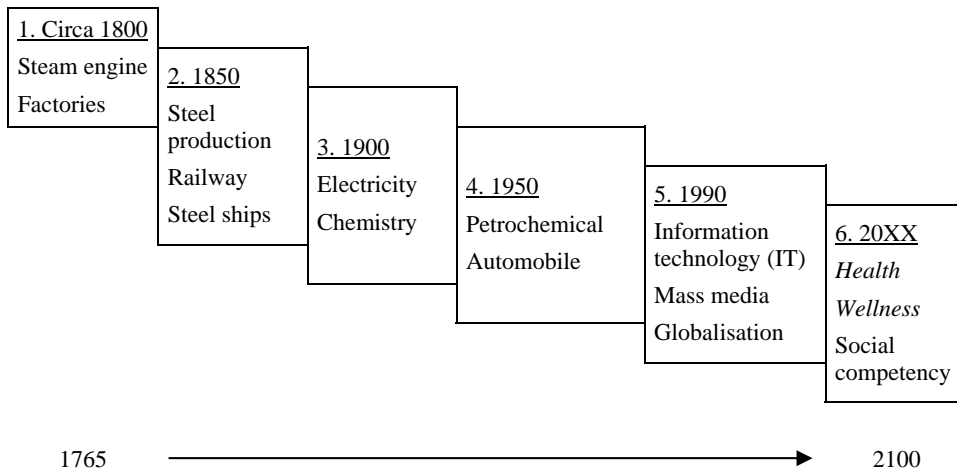 1. Circa 1800
Steam engine
Factories
2. 1850
Steel
production
Railway
Steel ships
3. 1900
Electricity
Chemistry
4. 1950
Petrochemical
Automobile
5. 1990
Information
technology (IT)
Mass media
Globalisation
6. 20XX
Health
Wellness
Social
competency
1765
2100